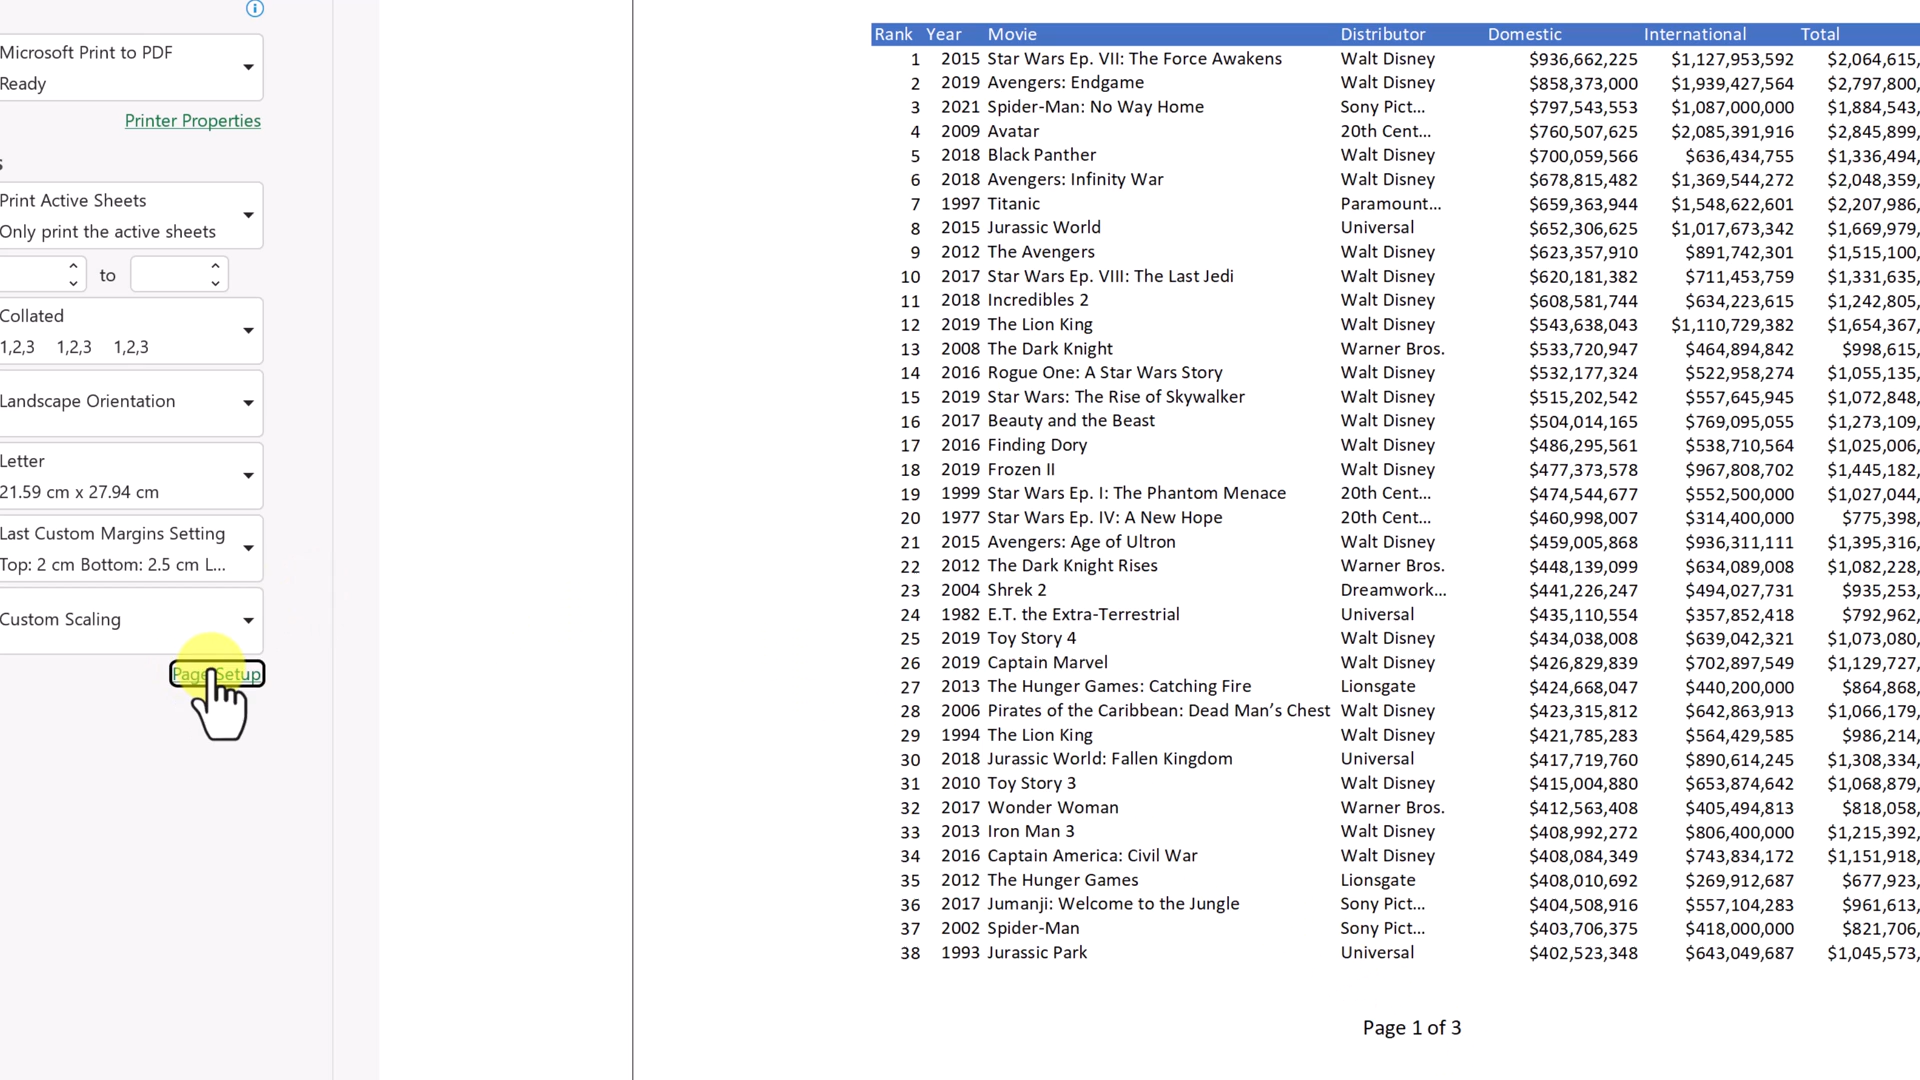 Microsoft Print to PDF
Ready
Printer Properties
s
Print Active Sheets
Only print the active sheets
to
Collated
1,2,3 1,2,3 1,2,3
Landscape Orientation
Letter
21.59 cm x 27.94 cm
Last Custom Margins Setting
Top: 2 cm Bottom: 2.5 cm L...
Custom Scaling
Page Setup
Rank Year Movie Distributor Domestic International Total
1 2015 Star Wars Ep. VII: The Force Awakens Walt Disney $936,662,225 $1,127,953,592 $2,064,615,
2 2019 Avengers: Endgame Walt Disney $858,373,000 $1,939,427,564 $2,797,800,
3 2021 Spider-Man: No Way Home Sony Pict... $797,543,553 $1,087,000,000 $1,884,543,
4 2009 Avatar 20th Cent... $760,507,625 $2,085,391,916 $2,845,899,
5 2018 Black Panther Walt Disney $700,059,566 $636,434,755 $1,336,494,
6 2018 Avengers: Infinity War Walt Disney $678,815,482 $1,369,544,272 $2,048,359,
7 1997 Titanic Paramount... $659,363,944 $1,548,622,601 $2,207,986,
8 2015 Jurassic World Universal $652,306,625 $1,017,673,342 $1,669,979,
9 2012 The Avengers Walt Disney $623,357,910 $891,742,301 $1,515,100,
10 2017 Star Wars Ep. VIII: The Last Jedi Walt Disney $620,181,382 $711,453,759 $1,331,635,
11 2018 Incredibles 2 Walt Disney $608,581,744 $634,223,615 $1,242,805,
12 2019 The Lion King Walt Disney $543,638,043 $1,110,729,382 $1,654,367,
13 2008 The Dark Knight Warner Bros. $533,720,947 $464,894,842 $998,615,
14 2016 Rogue One: A Star Wars Story Walt Disney $532,177,324 $522,958,274 $1,055,135,
15 2019 Star Wars: The Rise of Skywalker Walt Disney $515,202,542 $557,645,945 $1,072,848,
16 2017 Beauty and the Beast Walt Disney $504,014,165 $769,095,055 $1,273,109,
17 2016 Finding Dory Walt Disney $486,295,561 $538,710,564 $1,025,006,
18 2019 Frozen II Walt Disney $477,373,578 $967,808,702 $1,445,182,
19 1999 Star Wars Ep. I: The Phantom Menace 20th Cent... $474,544,677 $552,500,000 $1,027,044,
20 1977 Star Wars Ep. IV: A New Hope 20th Cent... $460,998,007 $314,400,000 $775,398,
21 2015 Avengers: Age of Ultron Walt Disney $459,005,868 $936,311,111 $1,395,316,
22 2012 The Dark Knight Rises Warner Bros. $448,139,099 $634,089,008 $1,082,228,
23 2004 Shrek 2 Dreamwork... $441,226,247 $494,027,731 $935,253,
24 1982 E.T. the Extra-Terrestrial Universal $435,110,554 $357,852,418 $792,962,
25 2019 Toy Story 4 Walt Disney $434,038,008 $639,042,321 $1,073,080,
26 2019 Captain Marvel Walt Disney $426,829,839 $702,897,549 $1,129,727,
27 2013 The Hunger Games: Catching Fire Lionsgate $424,668,047 $440,200,000 $864,868,
28 2006 Pirates of the Caribbean: Dead Man’s Chest Walt Disney $423,315,812 $642,863,913 $1,066,179,
29 1994 The Lion King Walt Disney $421,785,283 $564,429,585 $986,214,
30 2018 Jurassic World: Fallen Kingdom Universal $417,719,760 $890,614,245 $1,308,334,
31 2010 Toy Story 3 Walt Disney $415,004,880 $653,874,642 $1,068,879,
32 2017 Wonder Woman Warner Bros. $412,563,408 $405,494,813 $818,058,
33 2013 Iron Man 3 Walt Disney $408,992,272 $806,400,000 $1,215,392,
34 2016 Captain America: Civil War Walt Disney $408,084,349 $743,834,172 $1,151,918,
35 2012 The Hunger Games Lionsgate $408,010,692 $269,912,687 $677,923,
36 2017 Jumanji: Welcome to the Jungle Sony Pict... $404,508,916 $557,104,283 $961,613,
37 2002 Spider-Man Sony Pict... $403,706,375 $418,000,000 $821,706,
38 1993 Jurassic Park Universal $402,523,348 $643,049,687 $1,045,573,
Page 1 of 3